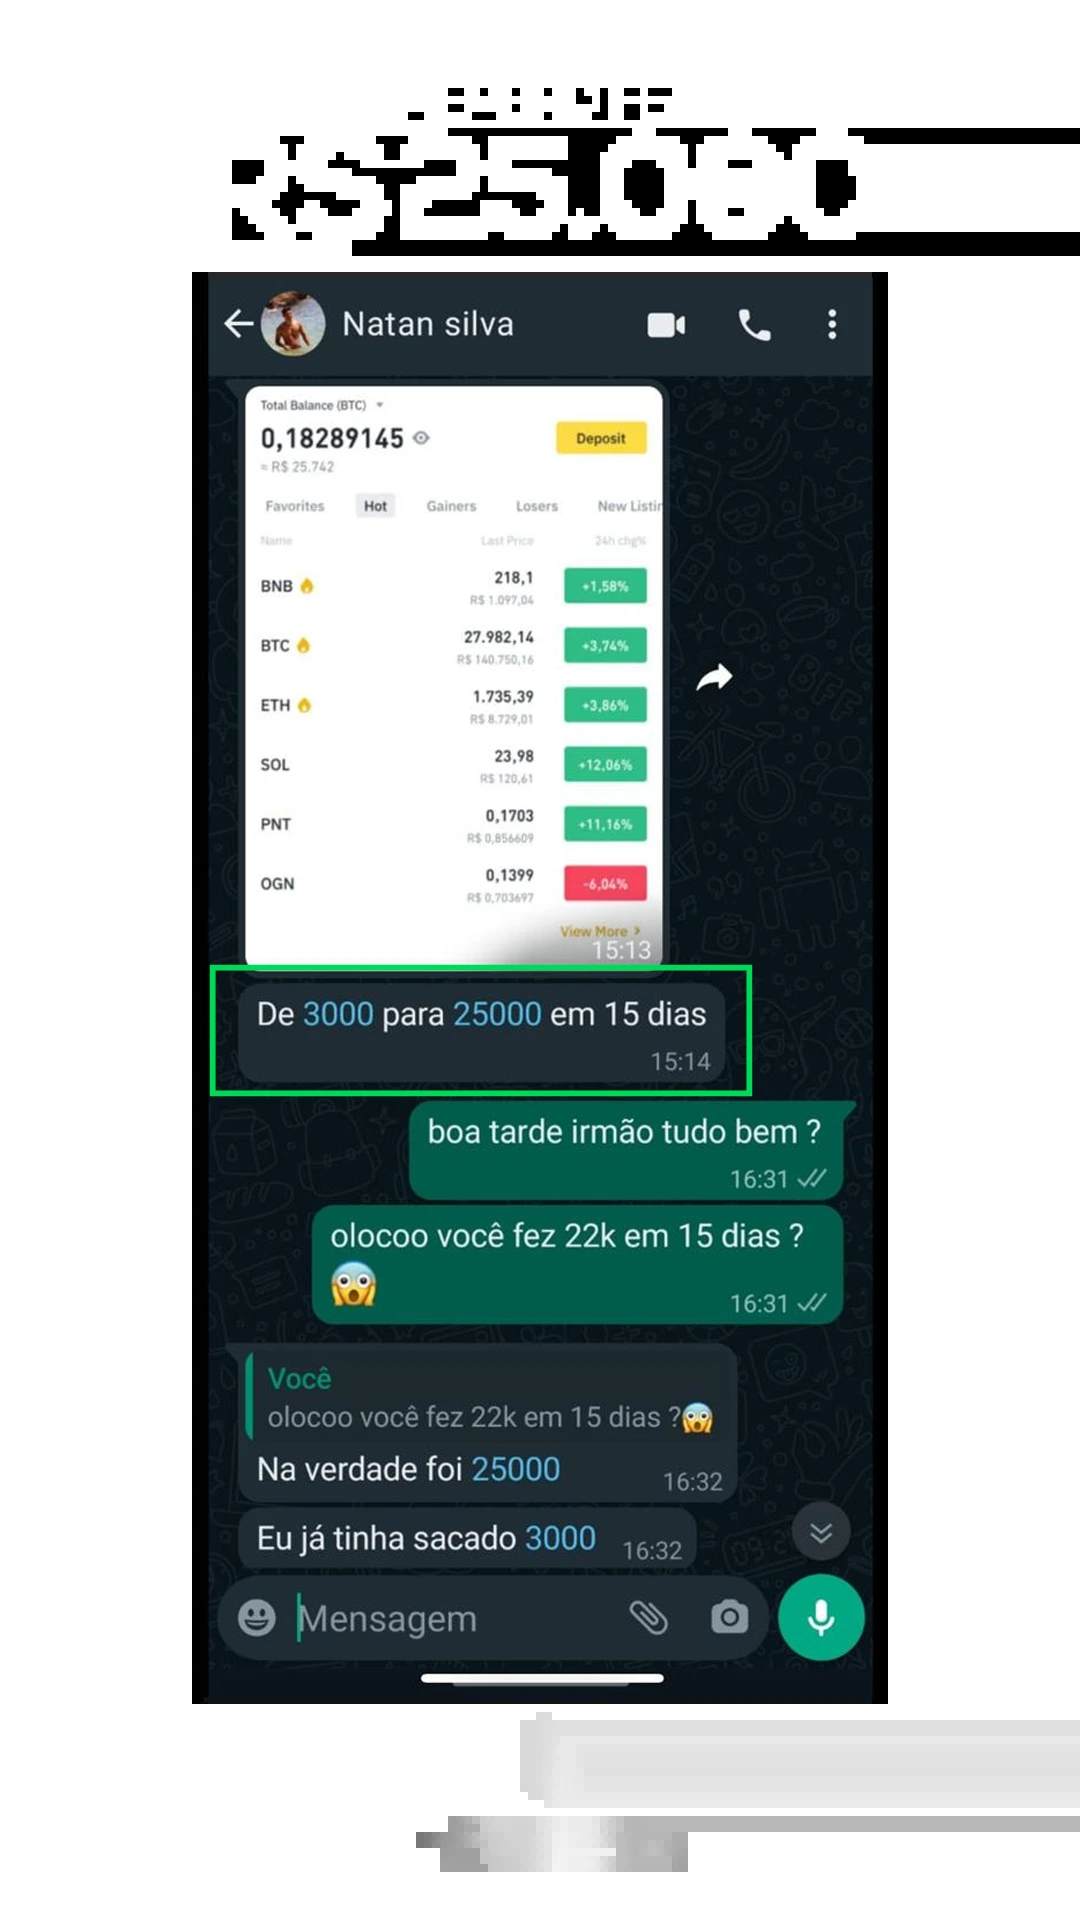 R$25.000
Natan silva
Total Balance (BTC)
0,18289145
Deposit
≈ R$ 25.742
Favorites Hot Gainers Losers New Listin
Name Last Price 24h chg%
BNB 218,1 +1,58%
R$ 1.097,04
BTC 27.982,14 +3,74%
R$ 140.750,16
ETH 1.735,39 +3,86%
R$ 8.729,01
SOL 23,98 +12,06%
R$ 120,61
PNT 0,1703 +11,16%
R$ 0,856609
OGN 0,1399 -6,04%
R$ 0,703697
View More >
15:13
De 3000 para 25000 em 15 dias
15:14
boa tarde irmão tudo bem ?
16:31
olocoo você fez 22k em 15 dias ?
😱
16:31
Você
olocoo você fez 22k em 15 dias ?😱
Na verdade foi 25000
16:32
Eu já tinha sacado 3000 16:32
Mensagem